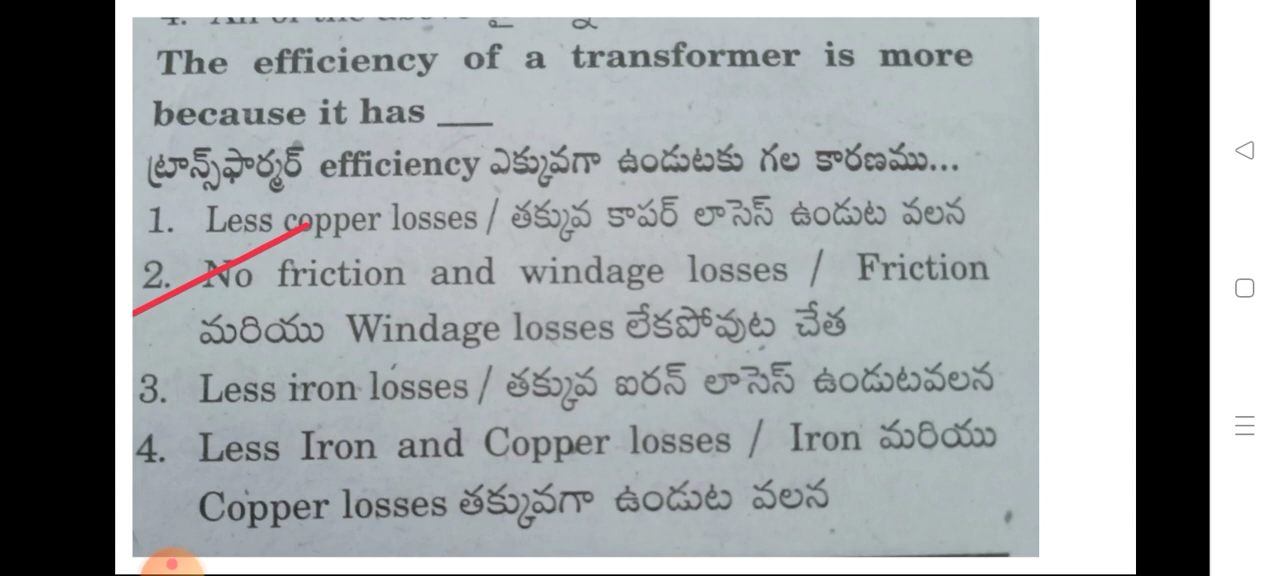 The efficiency of a transformer is more
because it has ___
ట్రాన్స్‌ఫార్మర్ efficiency ఎక్కువగా ఉండుటకు గల కారణము...
1. Less copper losses / తక్కువ కాపర్ లాసెస్ ఉండుట వలన
2. No friction and windage losses / Friction
మరియు Windage losses లేకపోవుట చేత
3. Less iron losses / తక్కువ ఐరన్ లాసెస్ ఉండుటవలన
4. Less Iron and Copper losses / Iron మరియు
Copper losses తక్కువగా ఉండుట వలన